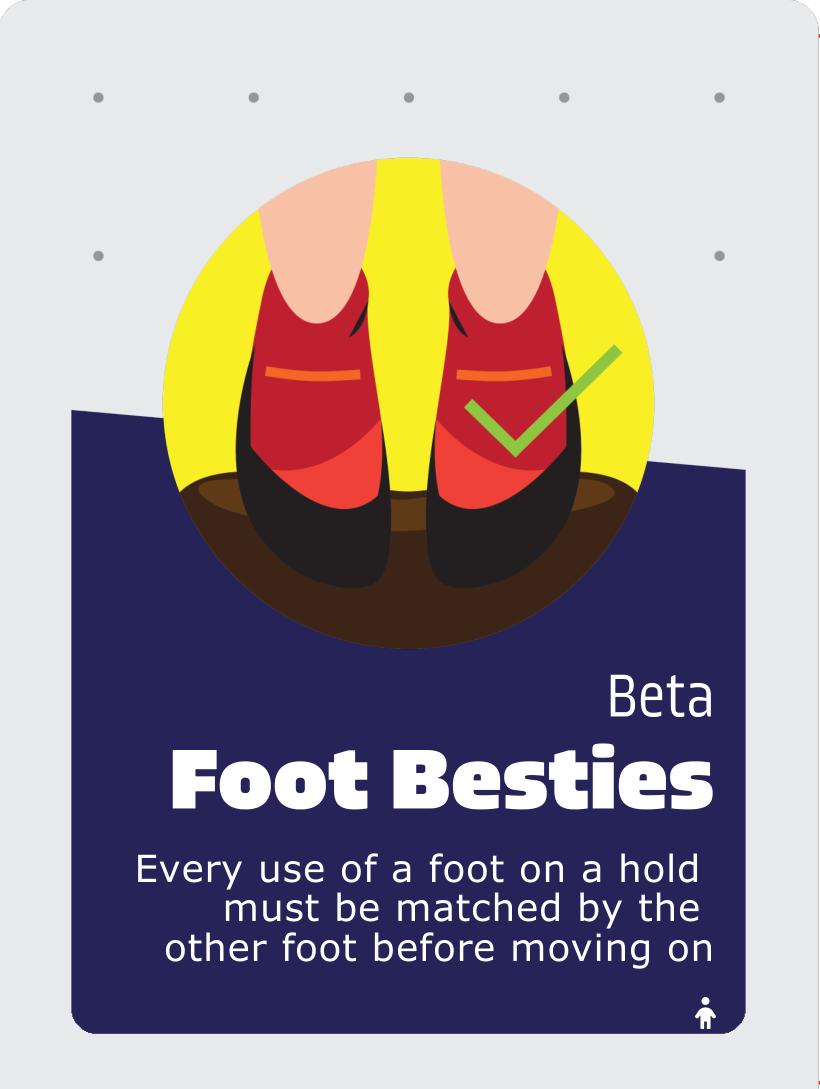 Beta
Foot Besties
Every use of a foot on a hold
must be matched by the
other foot before moving on